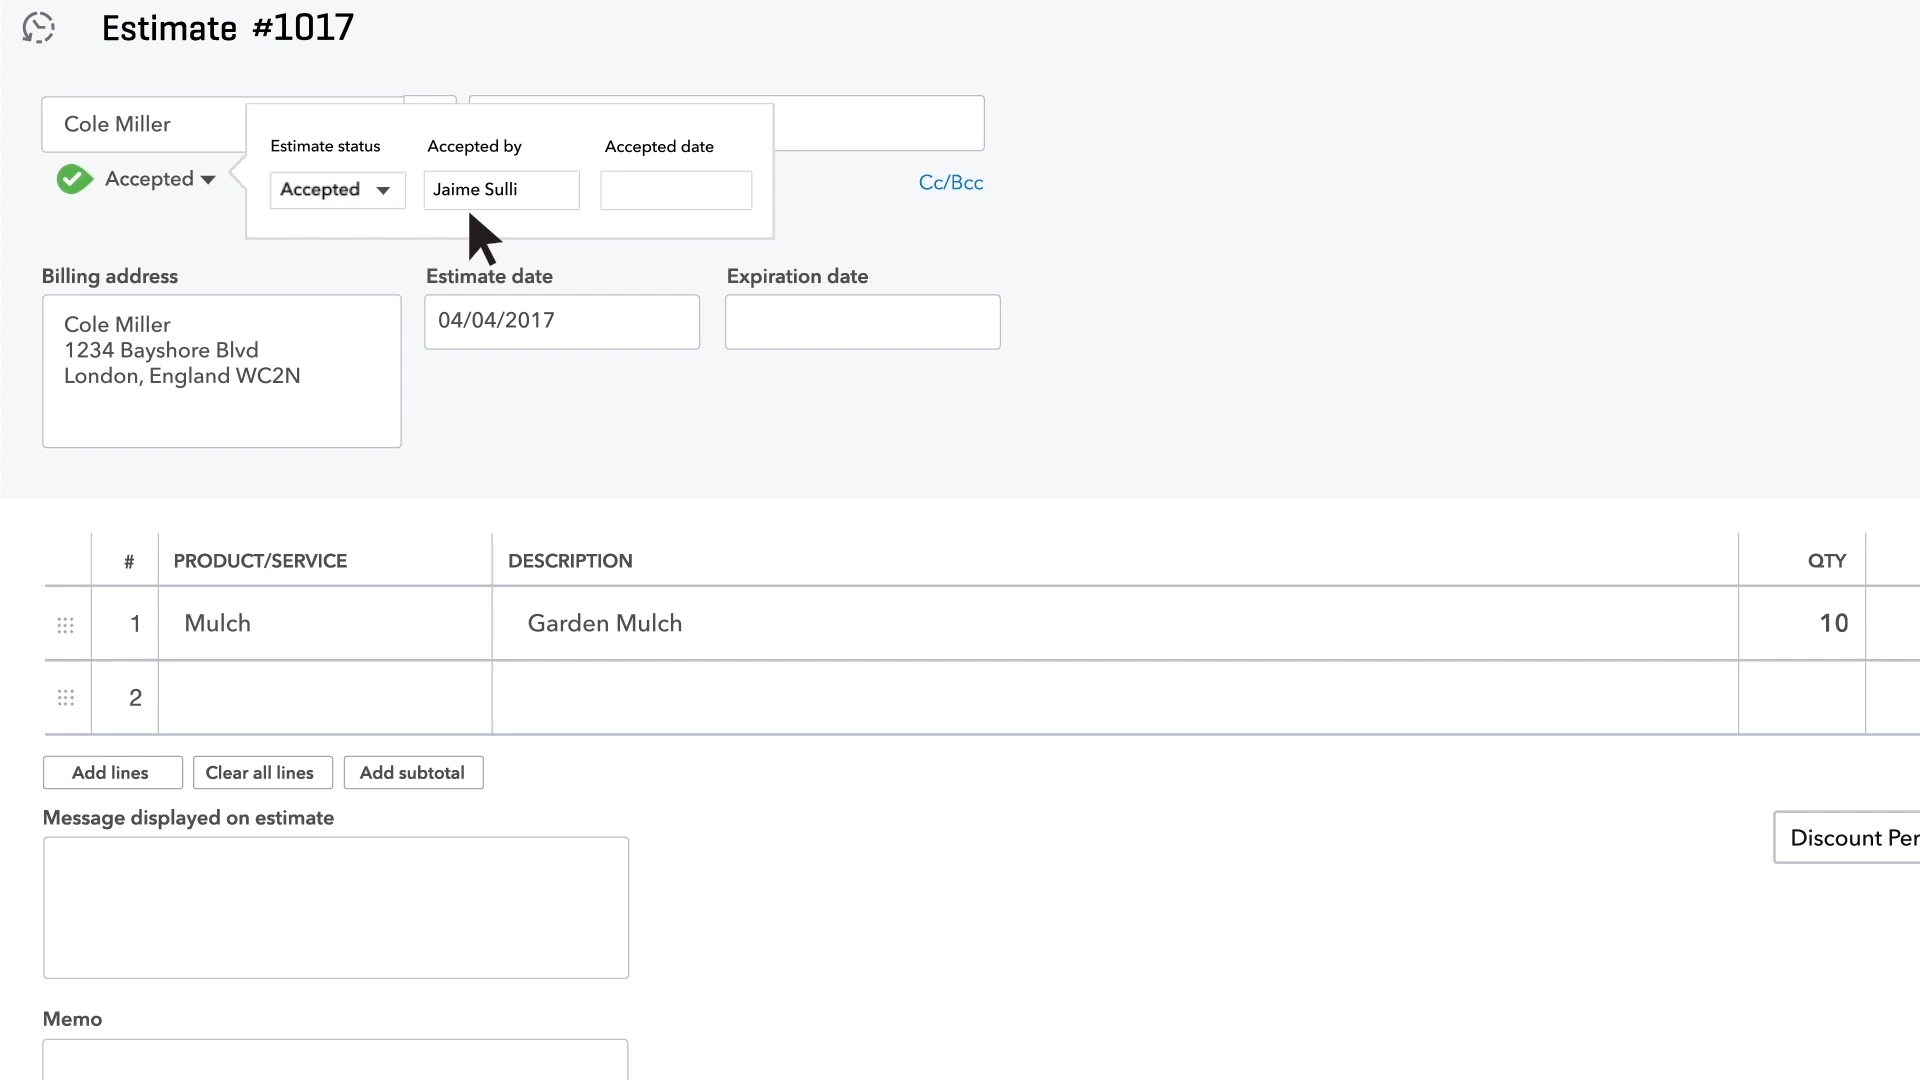 Estimate #1017
Cole Miller
Accepted
Estimate status
Accepted by
Accepted date
Accepted
Jaime Sulli
Cc/Bcc
Billing address
Estimate date
Expiration date
Cole Miller
1234 Bayshore Blvd
London, England WC2N
04/04/2017
# PRODUCT/SERVICE DESCRIPTION QTY
1 Mulch Garden Mulch 10
2
Add lines
Clear all lines
Add subtotal
Message displayed on estimate
Discount Per
Memo